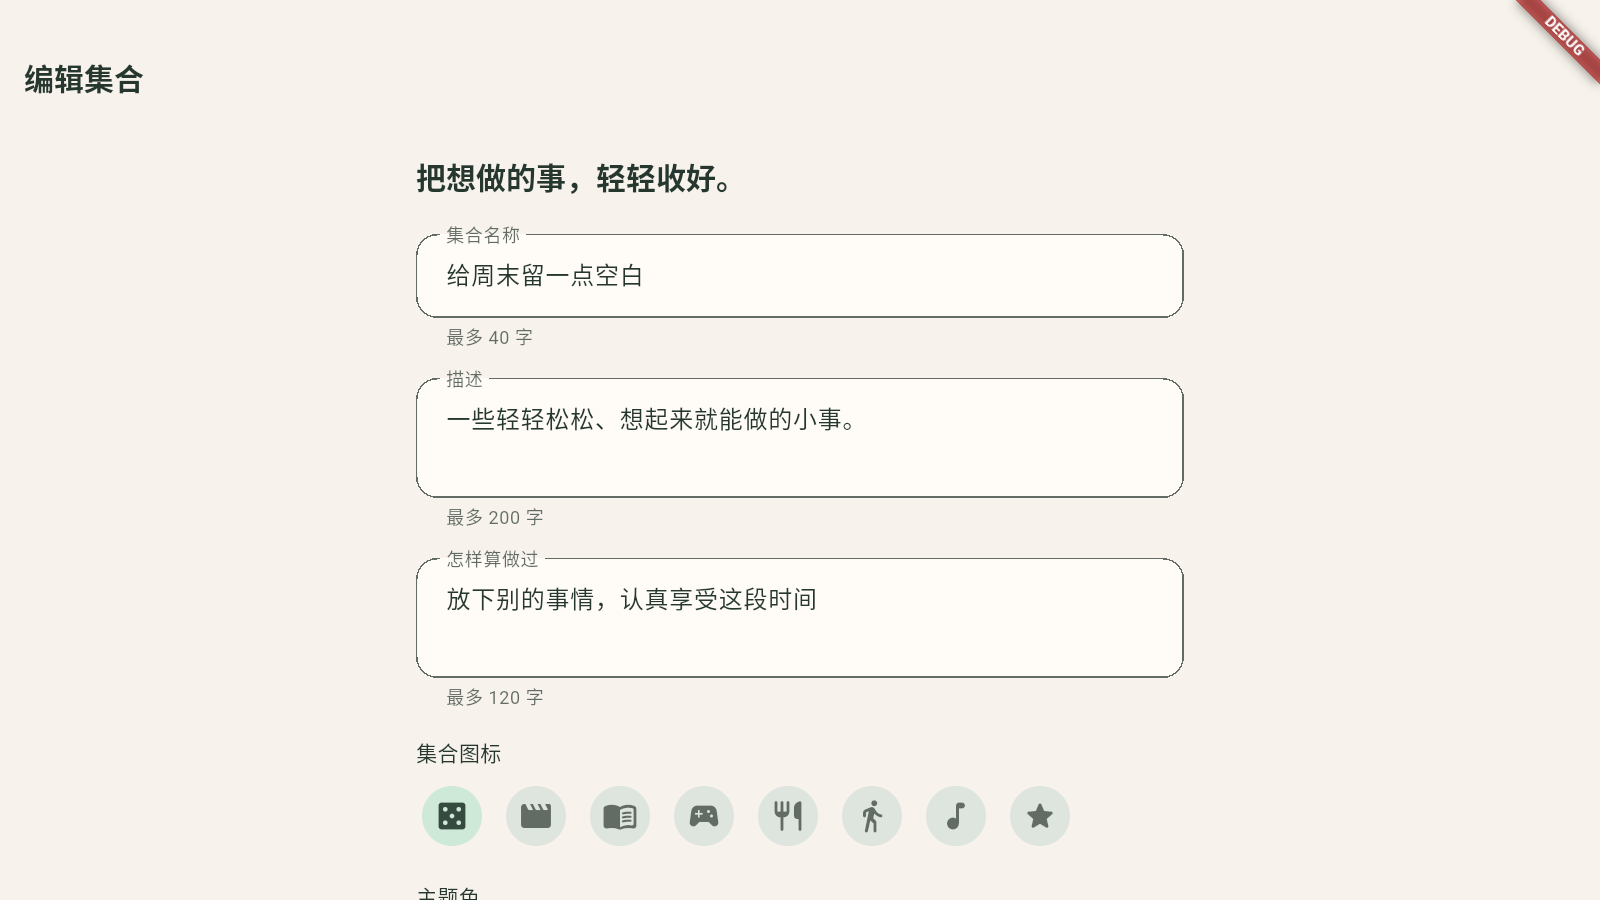 DEBUG
编辑集合
把想做的事，轻轻收好。
集合名称
给周末留一点空白
最多 40 字
描述
一些轻轻松松、想起来就能做的小事。
最多 200 字
怎样算做过
放下别的事情，认真享受这段时间
最多 120 字
集合图标
主题色